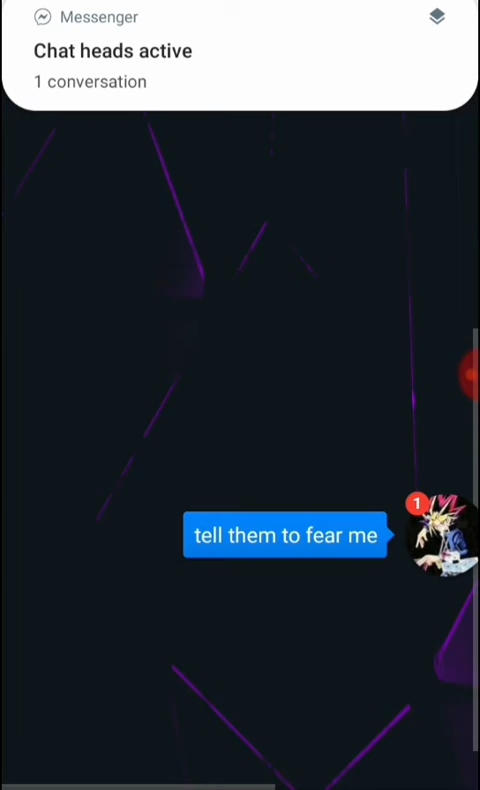 Messenger
Chat heads active
1 conversation
1
tell them to fear me